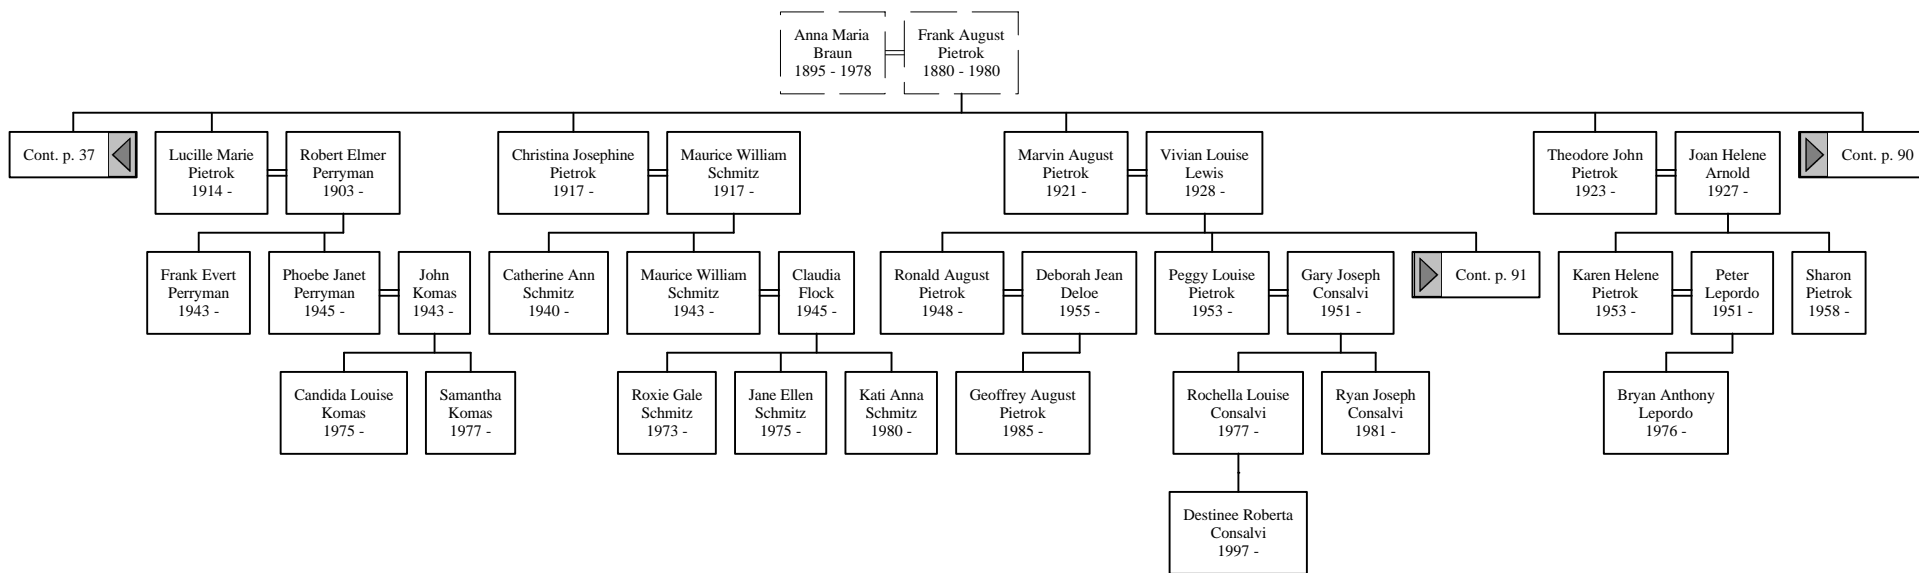 Anna Maria
Braun
1895 - 1978
Frank August
Pietrok
1880 - 1980
Cont. p. 37
Lucille Marie
Pietrok
1914 -
Robert Elmer
Perryman
1903 -
Christina Josephine
Pietrok
1917 -
Maurice William
Schmitz
1917 -
Marvin August
Pietrok
1921 -
Vivian Louise
Lewis
1928 -
Theodore John
Pietrok
1923 -
Joan Helene
Arnold
1927 -
Cont. p. 90
Frank Evert
Perryman
1943 -
Phoebe Janet
Perryman
1945 -
John
Komas
1943 -
Catherine Ann
Schmitz
1940 -
Maurice William
Schmitz
1943 -
Claudia
Flock
1945 -
Ronald August
Pietrok
1948 -
Deborah Jean
Deloe
1955 -
Peggy Louise
Pietrok
1953 -
Gary Joseph
Consalvi
1951 -
Cont. p. 91
Karen Helene
Pietrok
1953 -
Peter
Lepordo
1951 -
Sharon
Pietrok
1958 -
Candida Louise
Komas
1975 -
Samantha
Komas
1977 -
Roxie Gale
Schmitz
1973 -
Jane Ellen
Schmitz
1975 -
Kati Anna
Schmitz
1980 -
Geoffrey August
Pietrok
1985 -
Rochella Louise
Consalvi
1977 -
Ryan Joseph
Consalvi
1981 -
Bryan Anthony
Lepordo
1976 -
Destinee Roberta
Consalvi
1997 -